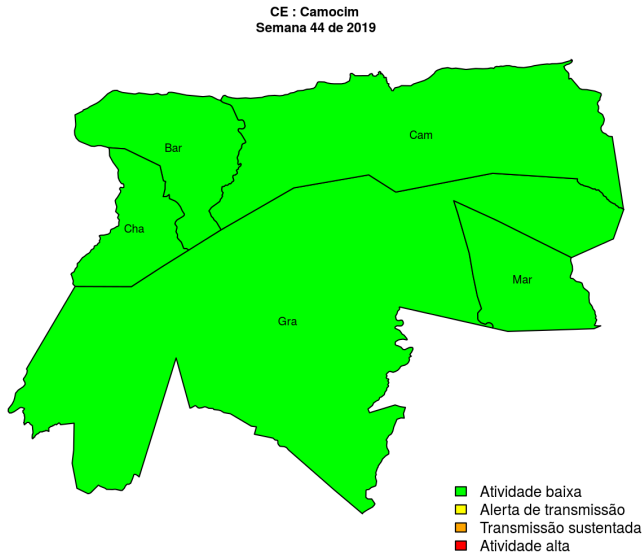 CE : Camocim
Semana 44 de 2019
Bar
Cam
Cha
Mar
Gra
Atividade baixa
Alerta de transmissão
Transmissão sustentada
Atividade alta